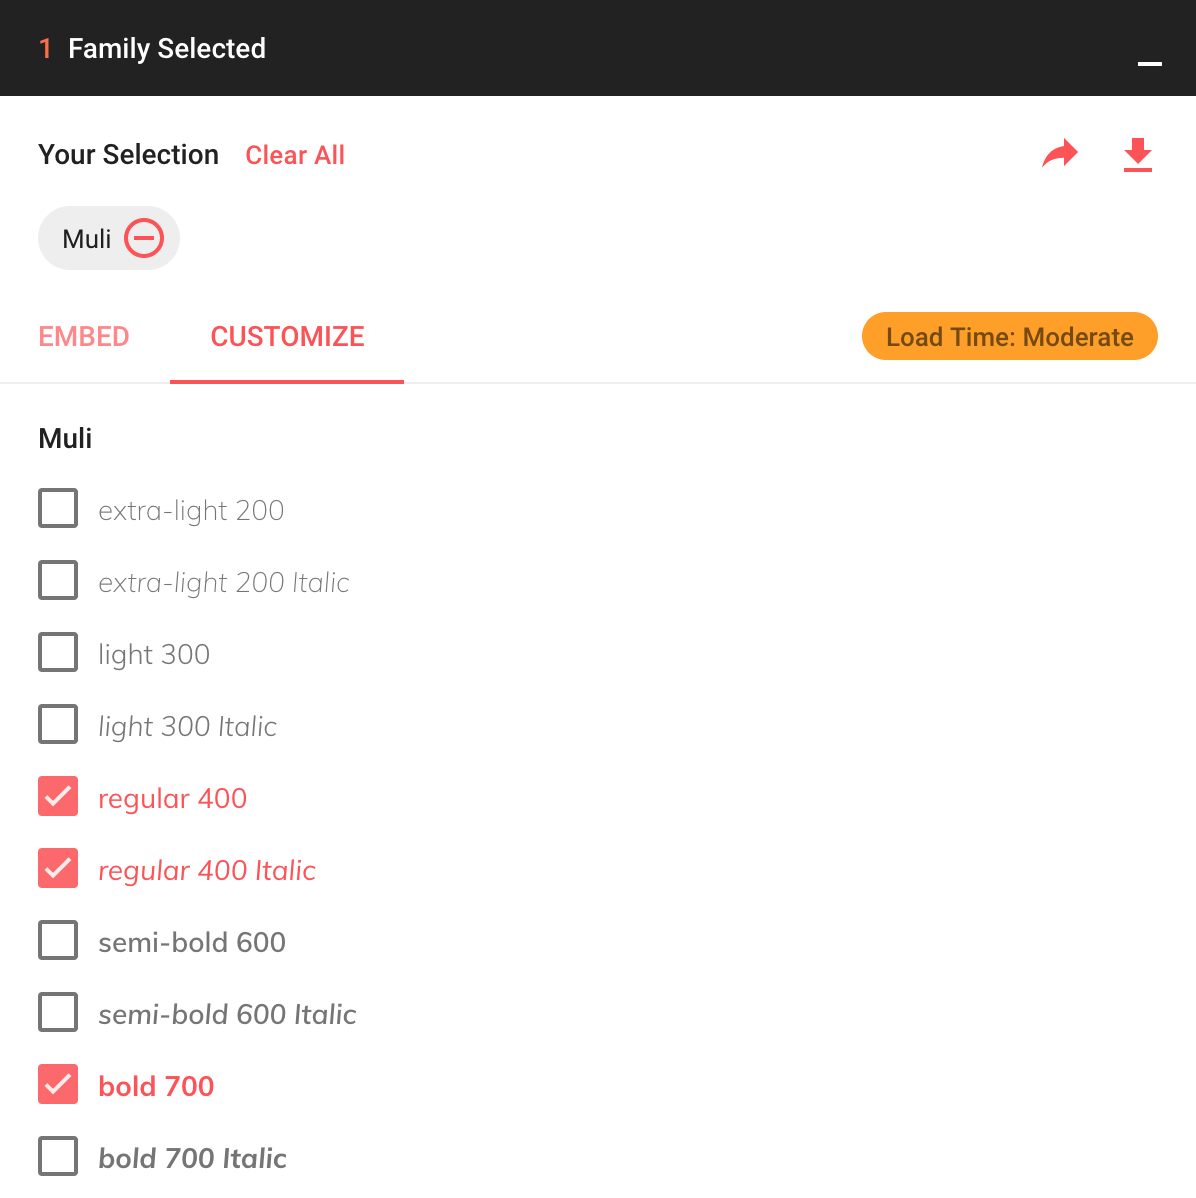 1 Family Selected
Your Selection Clear All
Muli
EMBED CUSTOMIZE Load Time: Moderate
Muli
extra-light 200
extra-light 200 Italic
light 300
light 300 Italic
regular 400
regular 400 Italic
semi-bold 600
semi-bold 600 Italic
bold 700
bold 700 Italic